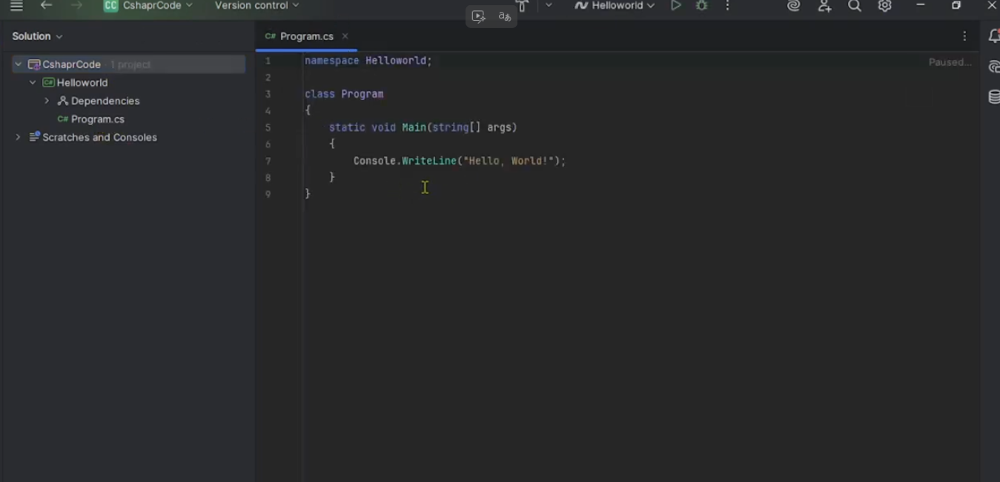 CC CshaprCode Version control Helloworld
Solution
C# Program.cs
CshaprCode · 1 project
C# Helloworld
Dependencies
C# Program.cs
Scratches and Consoles
Paused...
1 namespace Helloworld;
2
3 class Program
4 {
5 static void Main(string[] args)
6 {
7 Console.WriteLine("Hello, World!");
8 }
9 }